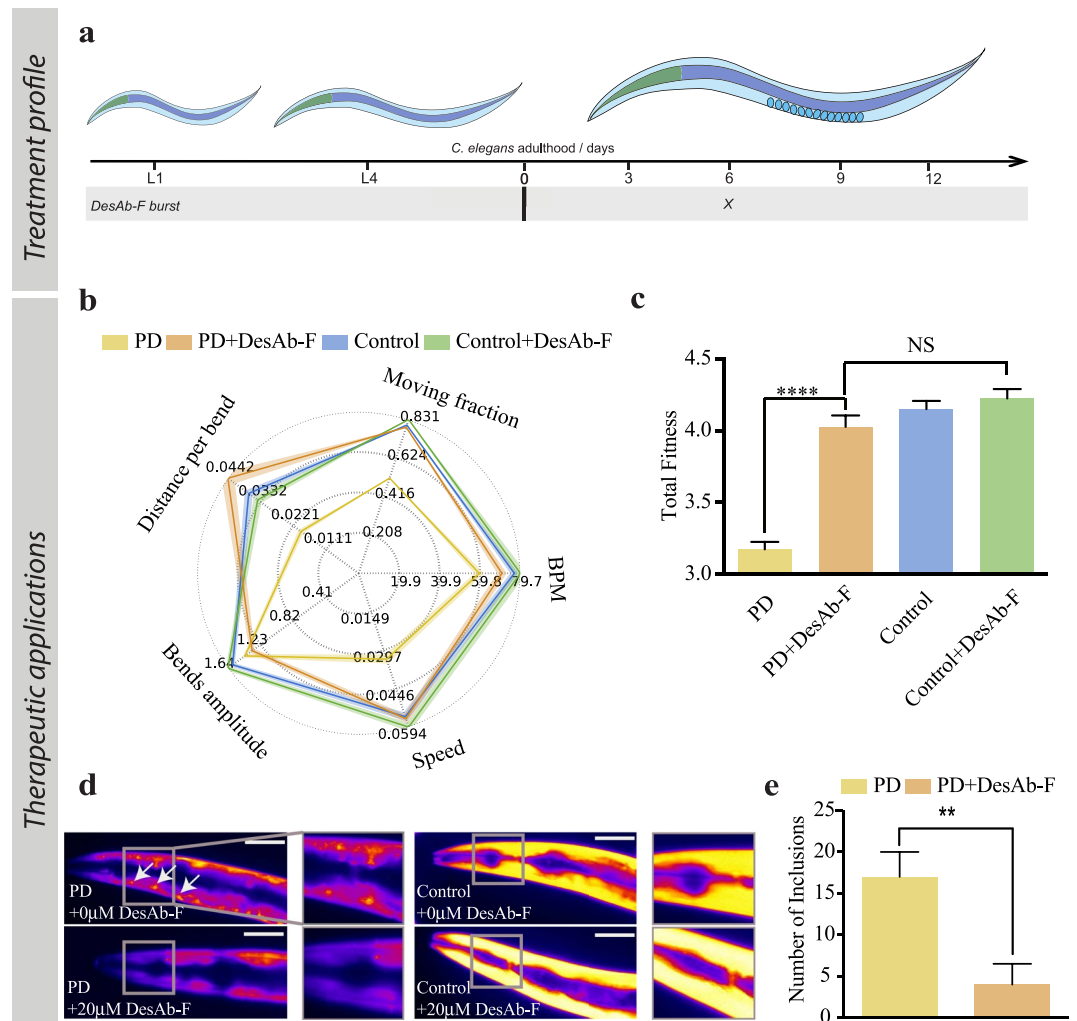 Treatment profile
a
C. elegans adulthood / days
L1 L4 0 3 6 9 12
DesAb-F burst X
Therapeutic applications
b
PD PD+DesAb-F Control Control+DesAb-F
Moving fraction
0.831
0.624
0.416
0.208
Distance per bend
0.0442
0.0332
0.0221
0.0111
BPM
19.9 39.9 59.8 79.7
0.41
0.82
1.23
1.64
Bends amplitude
0.0149
0.0297
0.0446
0.0594
Speed
c
Total Fitness
4.5
4.0
3.5
3.0
****
NS
PD
PD+DesAb-F
Control
Control+DesAb-F
d
PD
+0μM DesAb-F
Control
+0μM DesAb-F
PD
+20μM DesAb-F
Control
+20μM DesAb-F
e
PD PD+DesAb-F
Number of Inclusions
25
20
15
10
5
0
**